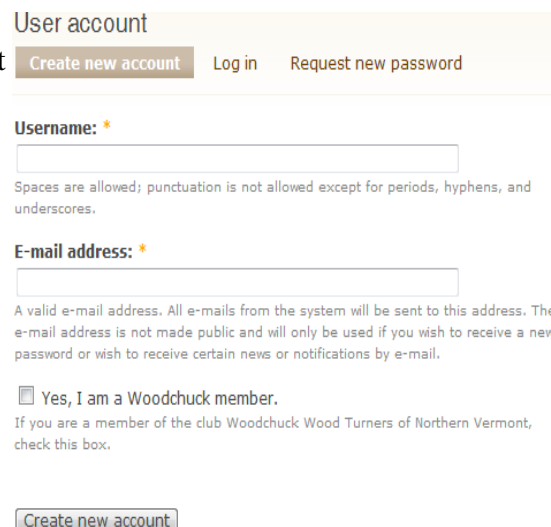 User account
t
Create new account Log in Request new password
Username: *
Spaces are allowed; punctuation is not allowed except for periods, hyphens, and
underscores.
E-mail address: *
A valid e-mail address. All e-mails from the system will be sent to this address. The
e-mail address is not made public and will only be used if you wish to receive a new
password or wish to receive certain news or notifications by e-mail.
Yes, I am a Woodchuck member.
If you are a member of the club Woodchuck Wood Turners of Northern Vermont,
check this box.
Create new account